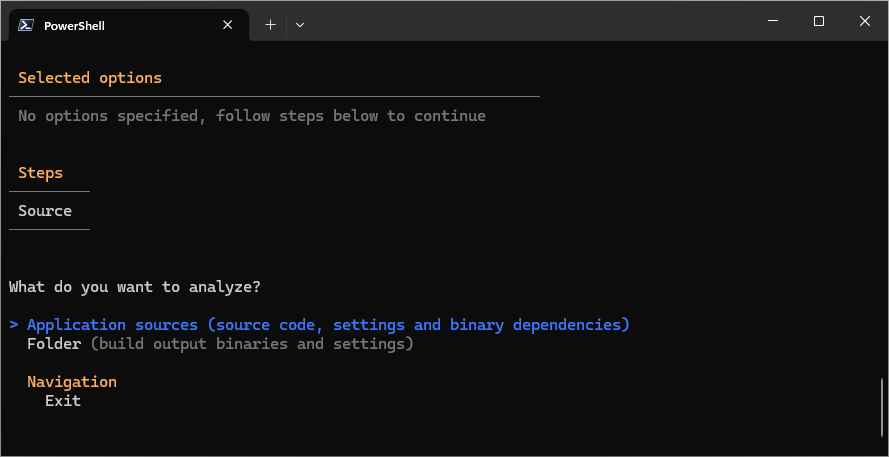 PowerShell
Selected options
No options specified, follow steps below to continue
Steps
Source
What do you want to analyze?
> Application sources (source code, settings and binary dependencies)
Folder (build output binaries and settings)
Navigation
Exit